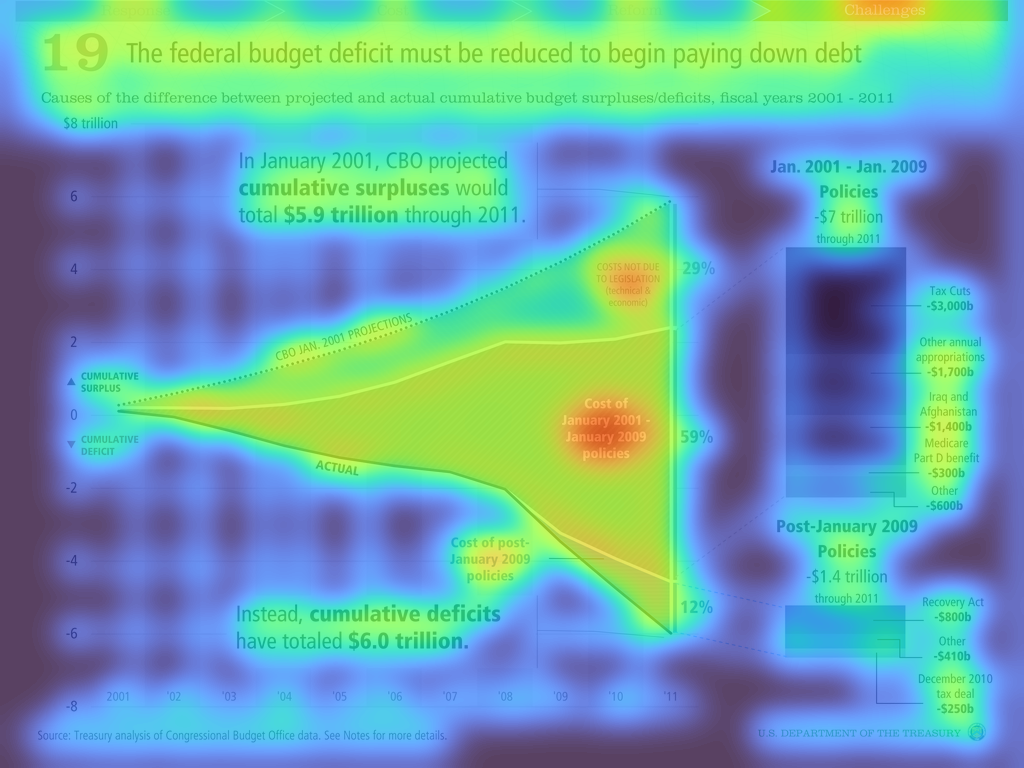 Challenges
19 The federal budget deficit must be reduced to begin paying down debt
Causes of the difference between projected and actual cumulative budget surpluses/deficits, fiscal years 2001 - 2011
$8 trillion
6
4
2
0
-2
-4
-6
-8
CUMULATIVE
SURPLUS
CUMULATIVE
DEFICIT
In January 2001, CBO projected
cumulative surpluses would
total $5.9 trillion through 2011.
CBO JAN. 2001 PROJECTIONS
ACTUAL
COSTS NOT DUE
TO LEGISLATION
(technical &
economic)
Cost of
January 2001 -
January 2009
policies
Cost of post-
January 2009
policies
29%
59%
12%
Instead, cumulative deficits
have totaled $6.0 trillion.
2001 '02 '03 '04 '05 '06 '07 '08 '09 '10 '11
Jan. 2001 - Jan. 2009
Policies
-$7 trillion
through 2011
Tax Cuts
-$3,000b
Other annual
appropriations
-$1,700b
Iraq and
Afghanistan
-$1,400b
Medicare
Part D benefit
-$300b
Other
-$600b
Post-January 2009
Policies
-$1.4 trillion
through 2011
Recovery Act
-$800b
Other
-$410b
December 2010
tax deal
-$250b
Source: Treasury analysis of Congressional Budget Office data. See Notes for more details.
U.S. DEPARTMENT OF THE TREASURY